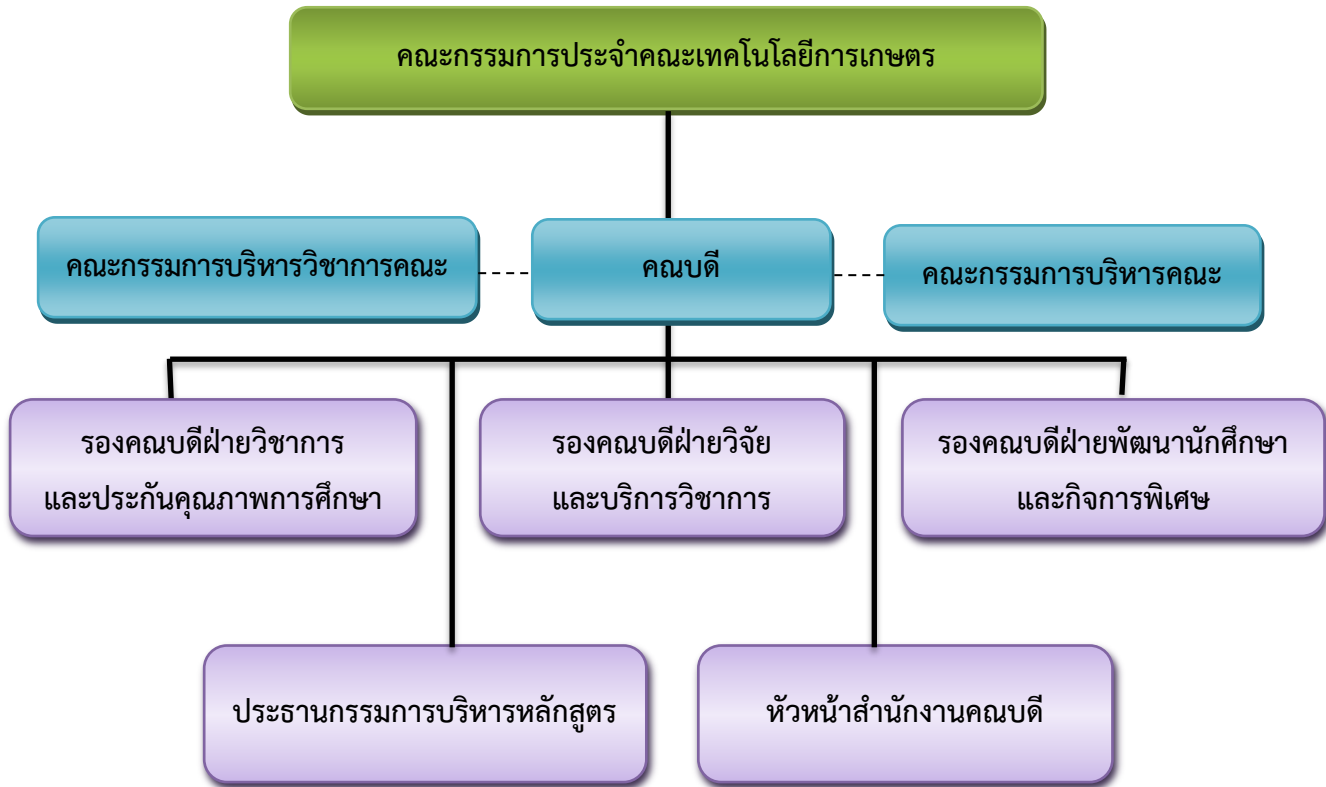 คณะกรรมการประจำคณะเทคโนโลยีการเกษตร
คณะกรรมการบริหารวิชาการคณะ
คณบดี
คณะกรรมการบริหารคณะ
รองคณบดีฝ่ายวิชาการ
และประกันคุณภาพการศึกษา
รองคณบดีฝ่ายวิจัย
และบริการวิชาการ
รองคณบดีฝ่ายพัฒนานักศึกษา
และกิจการพิเศษ
ประธานกรรมการบริหารหลักสูตร
หัวหน้าสำนักงานคณบดี